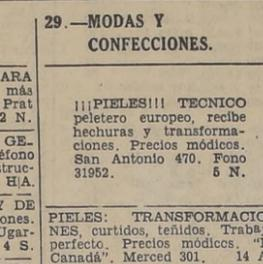 29.—MODAS Y
CONFECCIONES.
¡¡¡PIELES!!! TECNICO
peletero europeo, recibe
hechuras y transforma-
ciones. Precios módicos.
San Antonio 470. Fono
31952. 5 N.
PIELES: TRANSFORMACIO
NES, curtidos, teñidos. Traba
perfecto. Precios módicos.
Canadá". Merced 301. 14
ARA
más
Prat
2 N.
GE-
éfono
struc-
H|A.
Y DE
ones.
Ugar-
4 S.